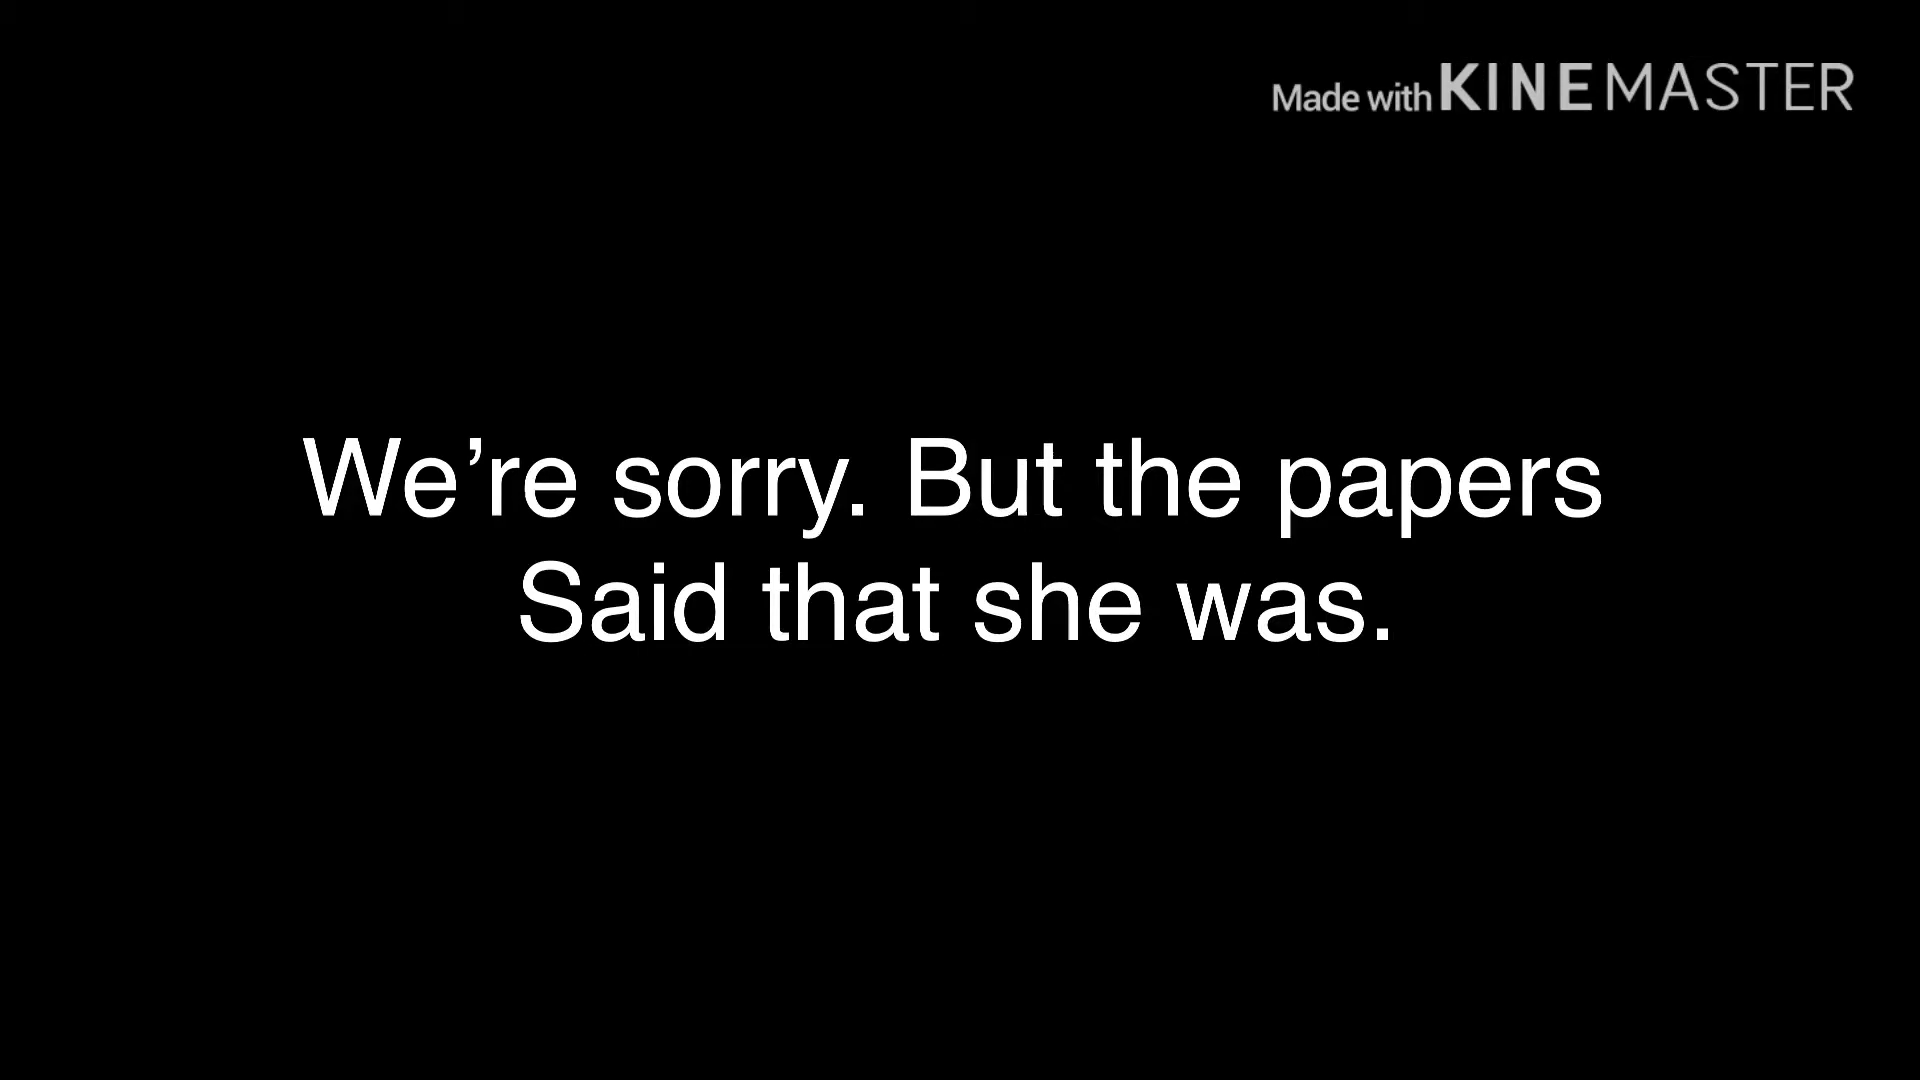 Made with KINEMASTER
We’re sorry. But the papers
Said that she was.